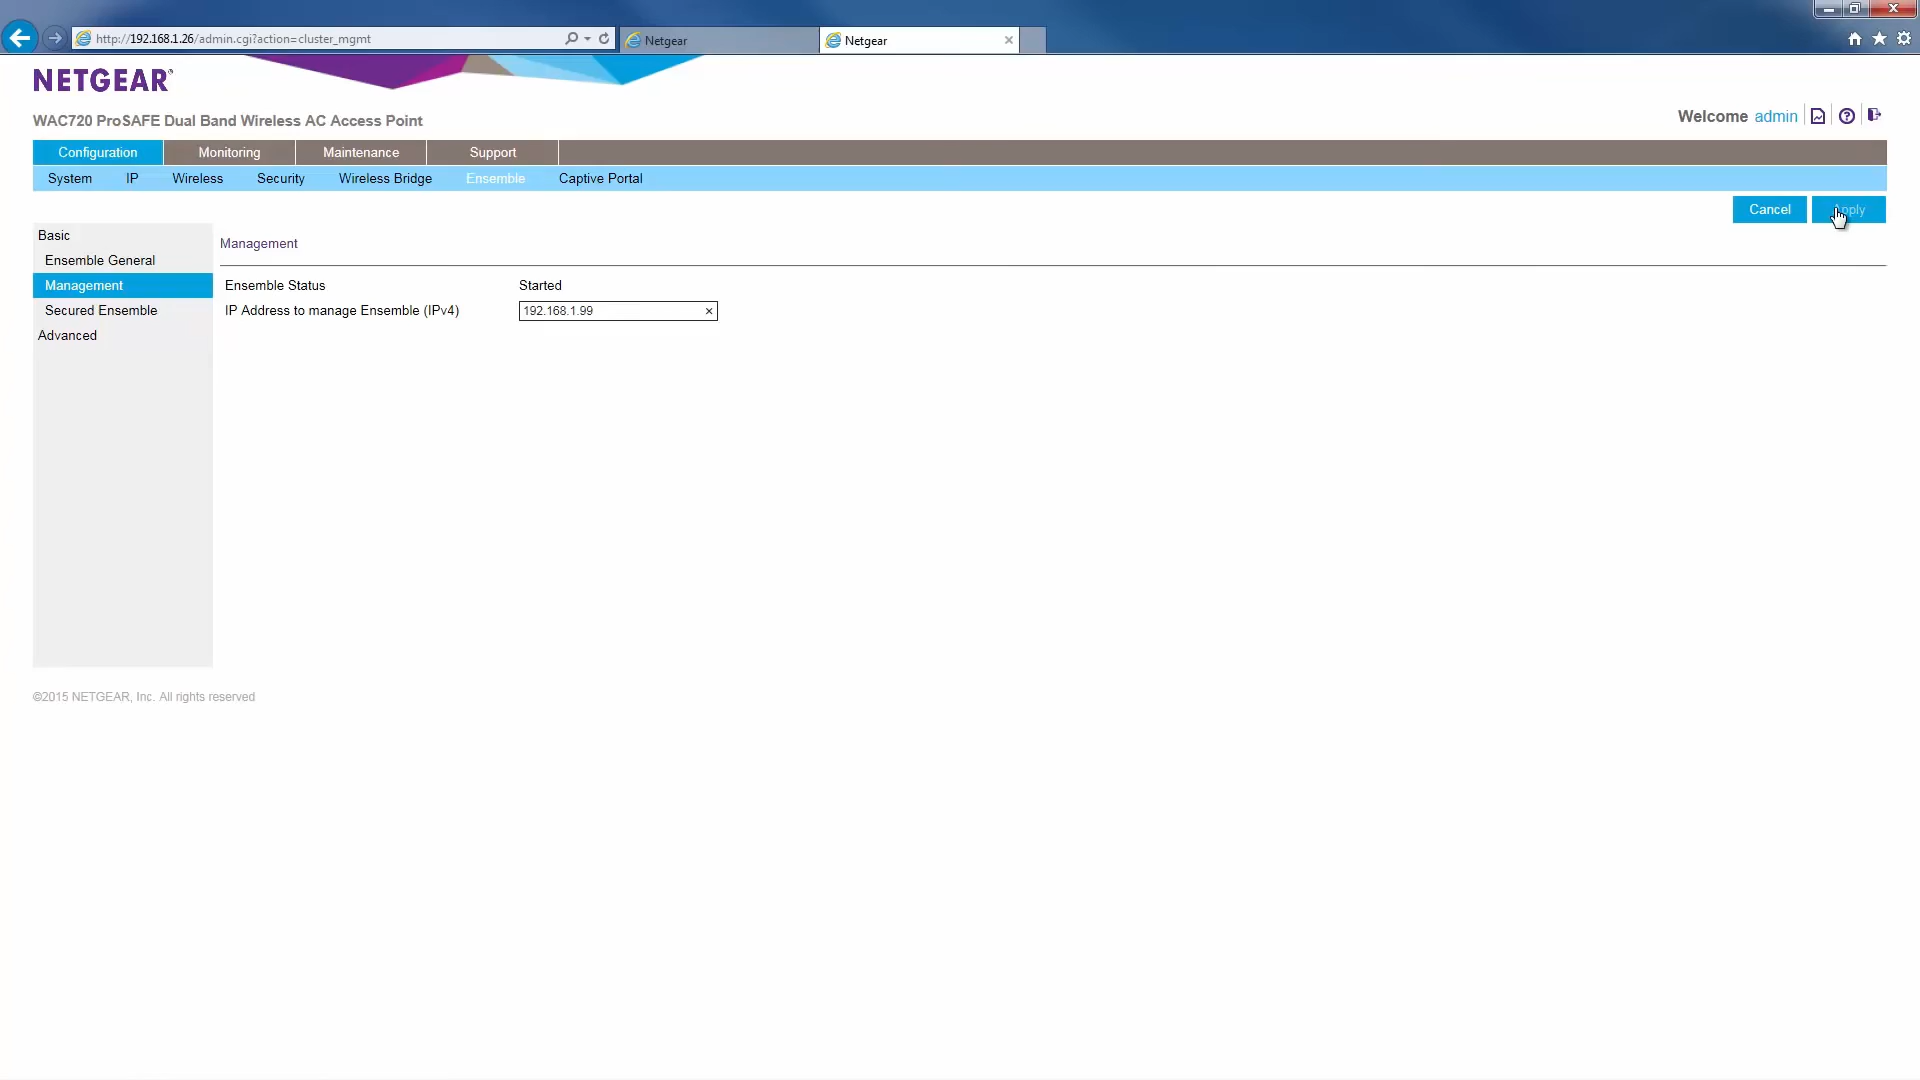 http://192.168.1.26/admin.cgi?action=cluster_mgmt
Netgear
Netgear
NETGEAR®
WAC720 ProSAFE Dual Band Wireless AC Access Point
Welcome admin
Configuration Monitoring Maintenance Support
System IP Wireless Security Wireless Bridge Ensemble Captive Portal
Cancel Apply
Basic
Ensemble General
Management
Secured Ensemble
Advanced
Management
Ensemble Status Started
IP Address to manage Ensemble (IPv4) 192.168.1.99
©2015 NETGEAR, Inc. All rights reserved